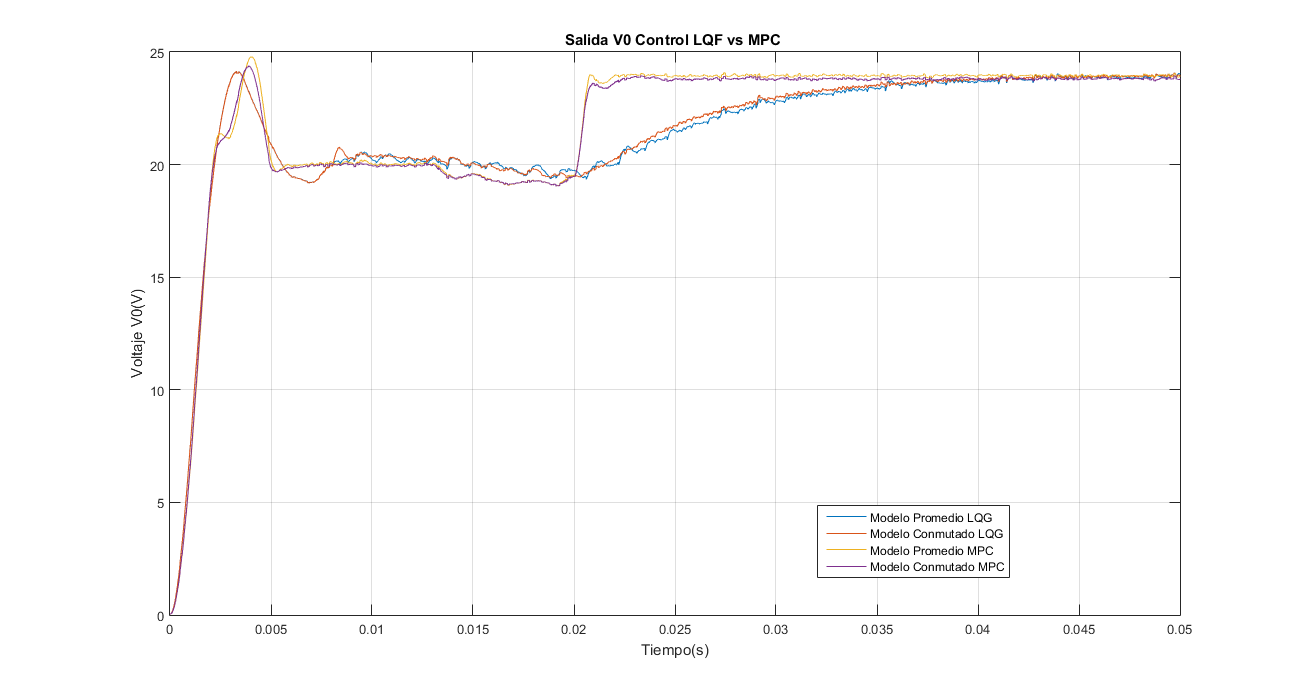 Salida V0 Control LQF vs MPC
25
20
15
10
5
0
Voltaje V0(V)
0 0.005 0.01 0.015 0.02 0.025 0.03 0.035 0.04 0.045 0.05
Tiempo(s)
Modelo Promedio LQG
Modelo Conmutado LQG
Modelo Promedio MPC
Modelo Conmutado MPC